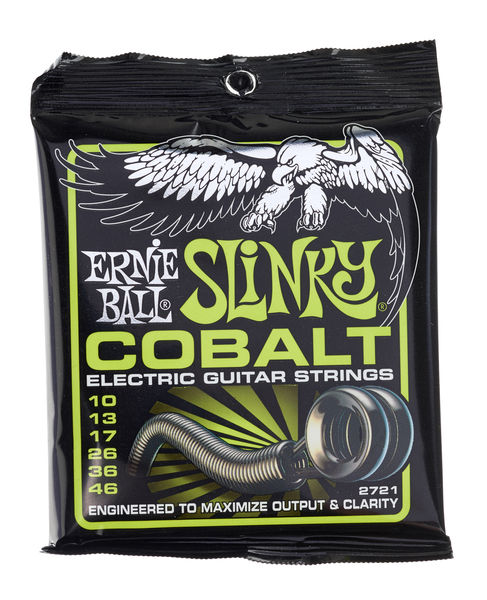 ERNIE BALL®
SLINKY®
COBALT
ELECTRIC GUITAR STRINGS
10
13
17
26
36
46
2721
ENGINEERED TO MAXIMIZE OUTPUT & CLARITY